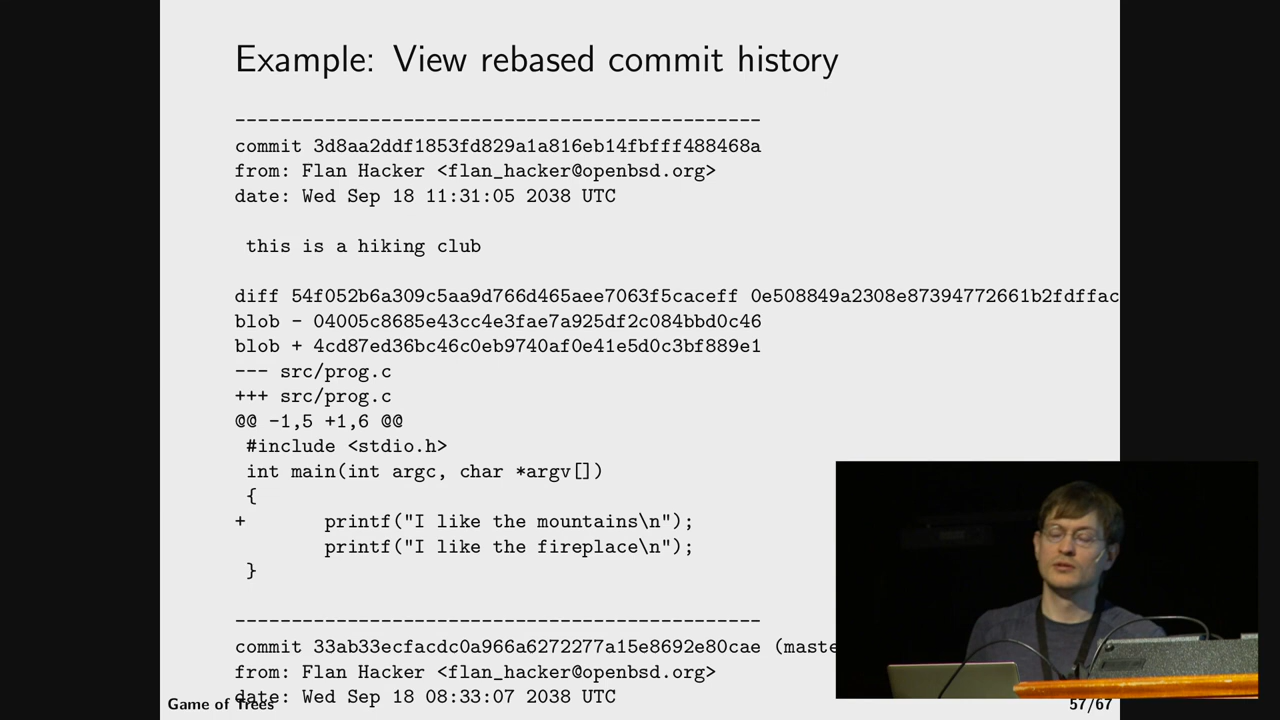 Example: View rebased commit history
-----------------------------------------------
commit 3d8aa2ddf1853fd829a1a816eb14fbfff488468a
from: Flan Hacker <flan_hacker@openbsd.org>
date: Wed Sep 18 11:31:05 2038 UTC
this is a hiking club
diff 54f052b6a309c5aa9d766d465aee7063f5caceff 0e508849a2308e87394772661b2fdffac
blob - 04005c8685e43cc4e3fae7a925df2c084bbd0c46
blob + 4cd87ed36bc46c0eb9740af0e41e5d0c3bf889e1
--- src/prog.c
+++ src/prog.c
@@ -1,5 +1,6 @@
 #include <stdio.h>
 int main(int argc, char *argv[])
 {
+       printf("I like the mountains\n");
        printf("I like the fireplace\n");
 }
-----------------------------------------------
commit 33ab33ecfacdc0a966a6272277a15e8692e80cae (maste
from: Flan Hacker <flan_hacker@openbsd.org>
date: Wed Sep 18 08:33:07 2038 UTC
Game of Trees
57/67